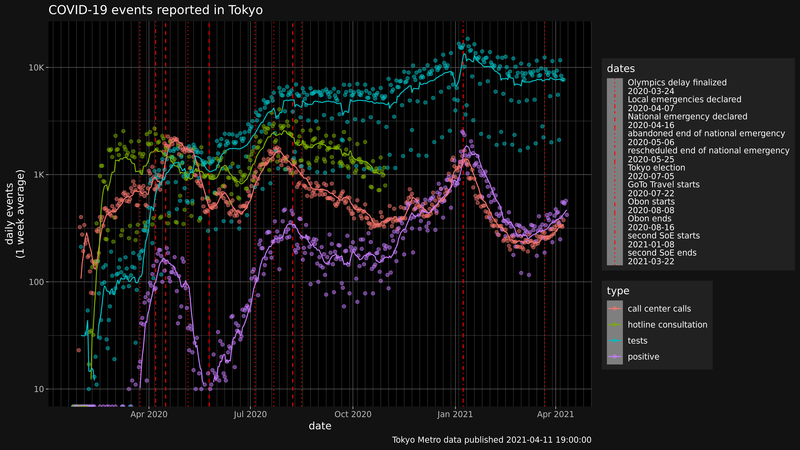 COVID-19 events reported in Tokyo
10K
1K
100
10
daily events
(1 week average)
Apr 2020
Jul 2020
Oct 2020
Jan 2021
Apr 2021
date
Tokyo Metro data published 2021-04-11 19:00:00
dates
Olympics delay finalized
2020-03-24
Local emergencies declared
2020-04-07
National emergency declared
2020-04-16
abandoned end of national emergency
2020-05-06
rescheduled end of national emergency
2020-05-25
Tokyo election
2020-07-05
GoTo Travel starts
2020-07-22
Obon starts
2020-08-08
Obon ends
2020-08-16
second SoE starts
2021-01-08
second SoE ends
2021-03-22
type
call center calls
hotline consultation
tests
positive